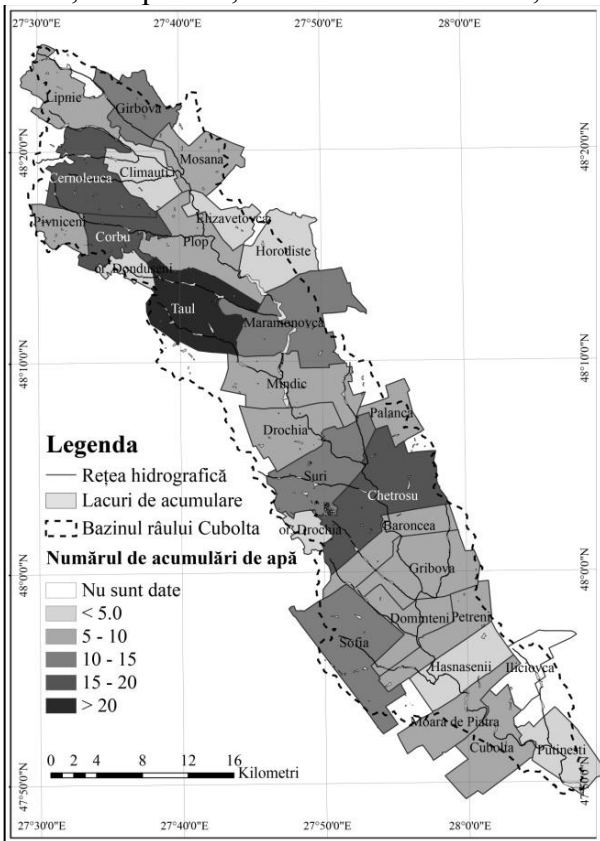 27°30'0"E 27°40'0"E 27°50'0"E 28°0'0"E
Lipnie
Girbova
48°20'0"N
48°20'0"N
Mosana
Climauti
Cernoleuca
Elizavetovca
Pivniceni
Corbu
Plop
Horodiste
or. Donduseni
Taul
Maramonovca
48°10'0"N
48°10'0"N
Mindic
Palanca
Drochia
Suri
Chetrosu
or. Drochia
Baroncea
48°0'0"N
48°0'0"N
Gribova
Dominteni
Petreni
Sofia
Hasnasenii
Iliciovca
Moara de Piatra
Cubolta
Putinesti
47°50'0"N
47°50'0"N
Legenda
Rețea hidrografică
Lacuri de acumulare
Bazinul râului Cubolta
Numărul de acumulări de apă
Nu sunt date
< 5.0
5 - 10
10 - 15
15 - 20
> 20
0 2 4 8 12 16
Kilometri
27°30'0"E 27°40'0"E 27°50'0"E 28°0'0"E